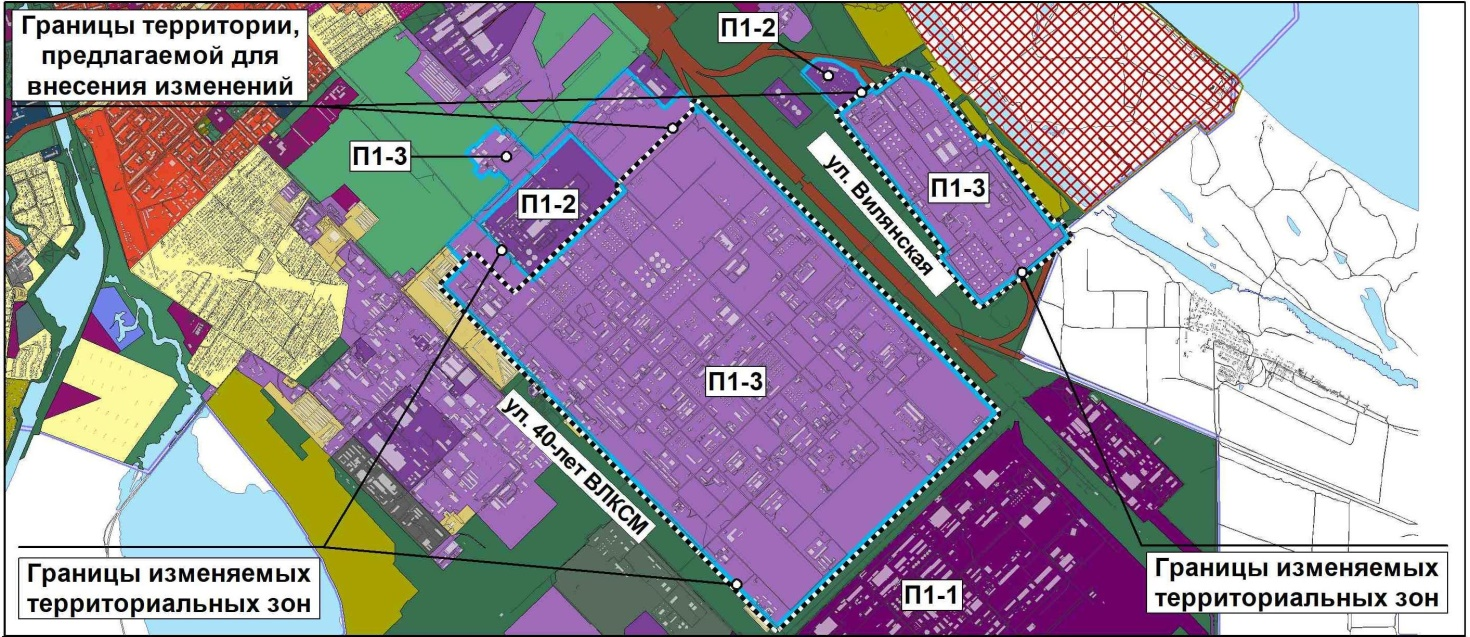 Границы территории,
предлагаемой для
внесения изменений
П1-2
П1-3
П1-2
П1-3
ул. Вилянская
П1-3
ул. 40-лет ВЛКСМ
Границы изменяемых
территориальных зон
П1-1
Границы изменяемых
территориальных зон